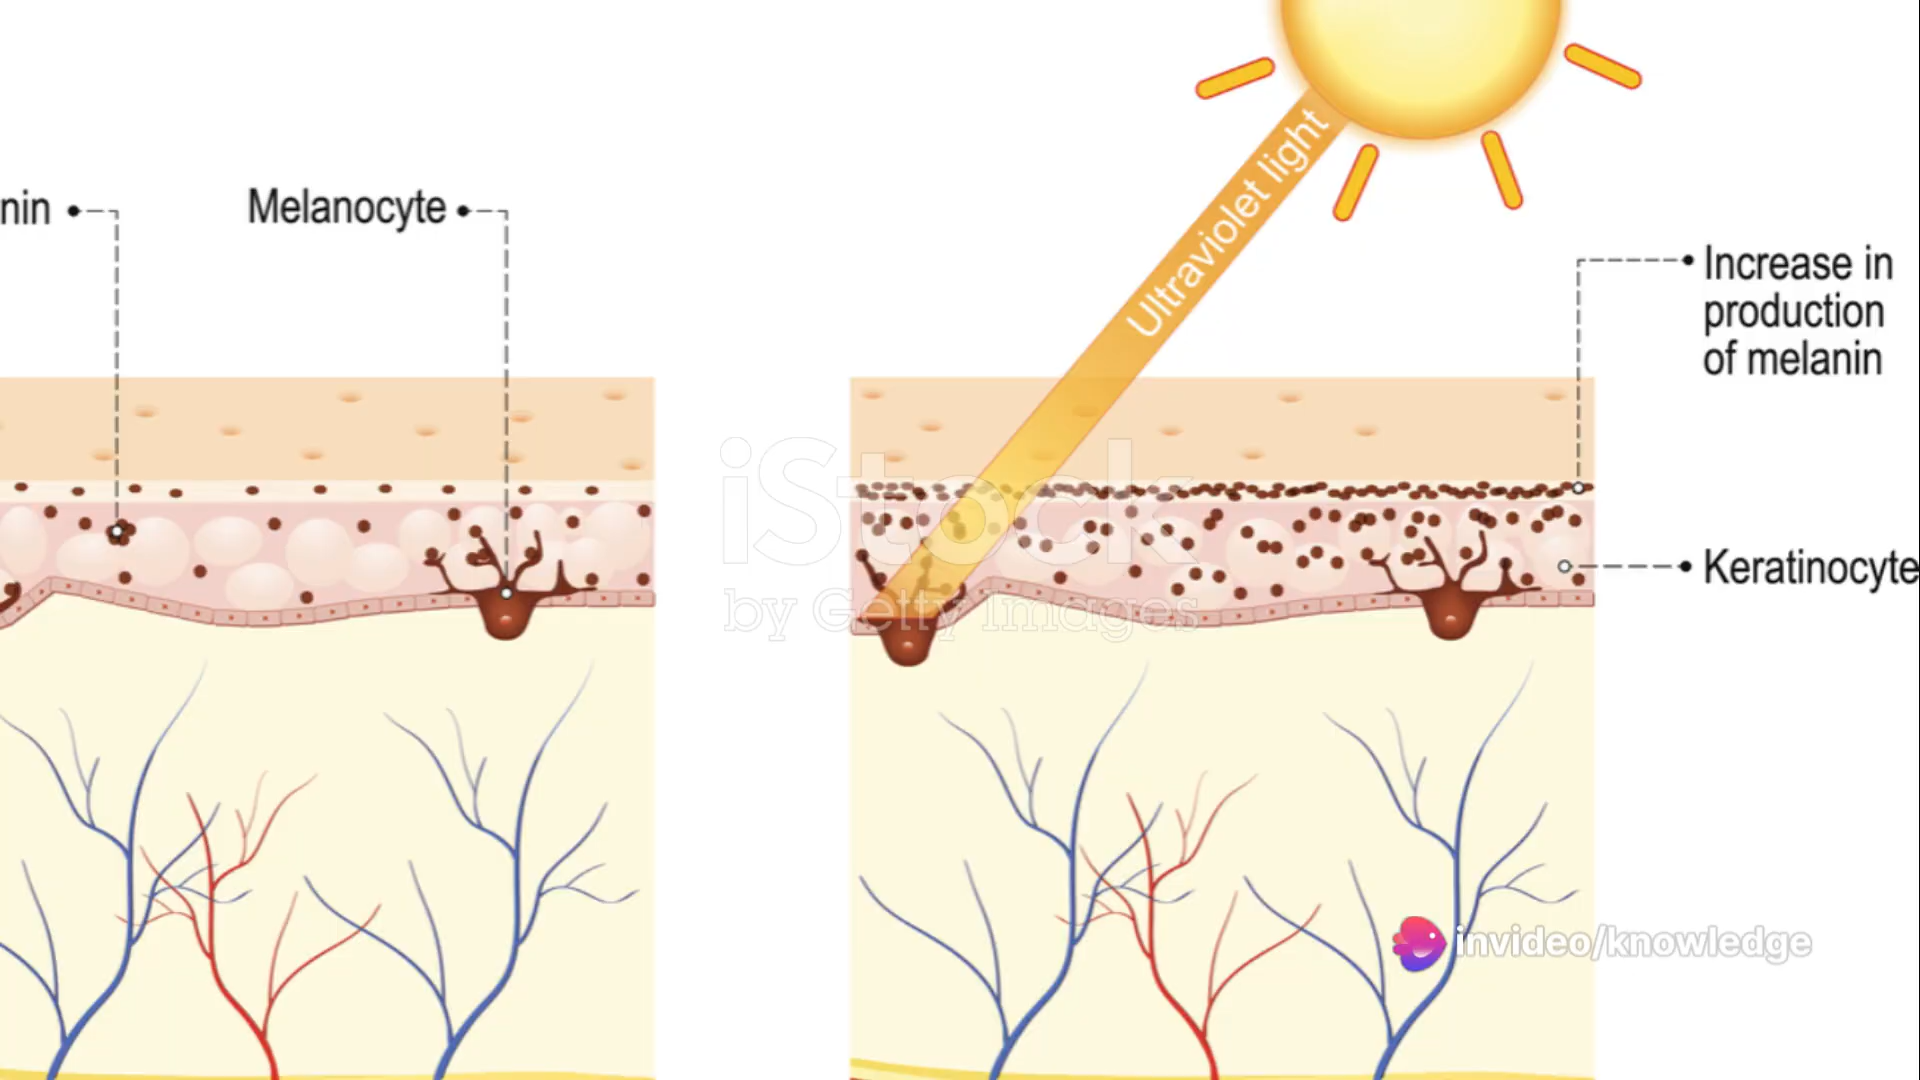 nin
Melanocyte
Ultraviolet light
Increase in
production
of melanin
iStock
by Getty Images
Keratinocyte
invideo/knowledge